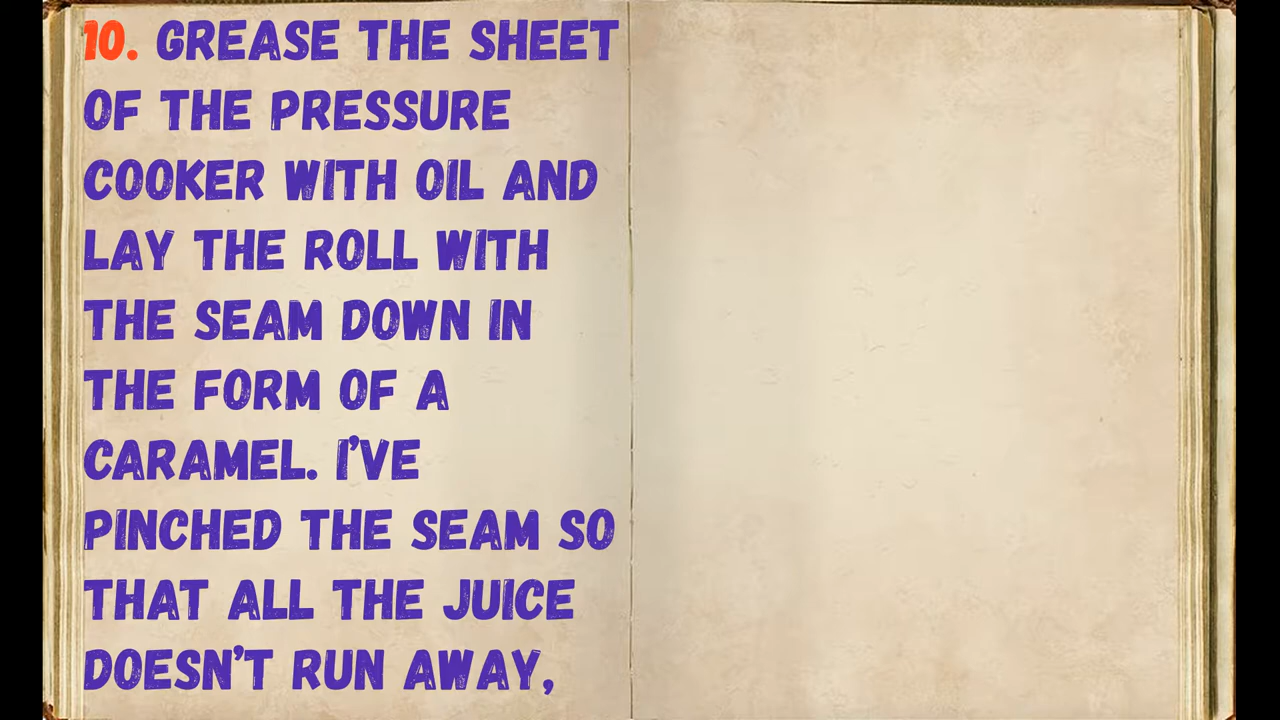 10. GREASE THE SHEET
OF THE PRESSURE
COOKER WITH OIL AND
LAY THE ROLL WITH
THE SEAM DOWN IN
THE FORM OF A
CARAMEL. I'VE
PINCHED THE SEAM SO
THAT ALL THE JUICE
DOESN'T RUN AWAY,